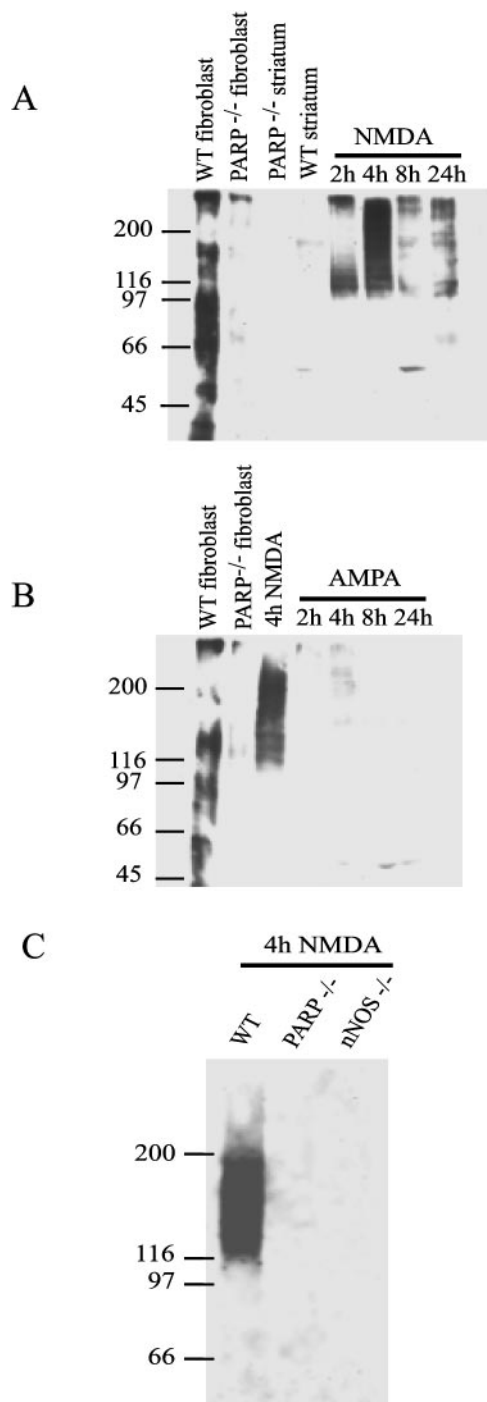 A
WT fibroblast
PARP -/- fibroblast
PARP -/- striatum
WT striatum
NMDA
2h 4h 8h 24h
200
116
97
66
45
B
WT fibroblast
PARP-/- fibroblast
4h NMDA
AMPA
2h 4h 8h 24h
200
116
97
66
45
C
4h NMDA
WT
PARP -/-
nNOS -/-
200
116
97
66